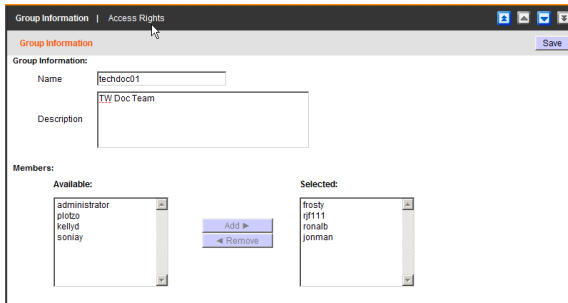 Group Information | Access Rights
Group Information Save
Group Information:
Name techdoc01
Description TW Doc Team
Members:
Available: Selected:
administrator frosty
plotzo rjf111
kellyd Add ► ronalb
soniay ◄ Remove jonman